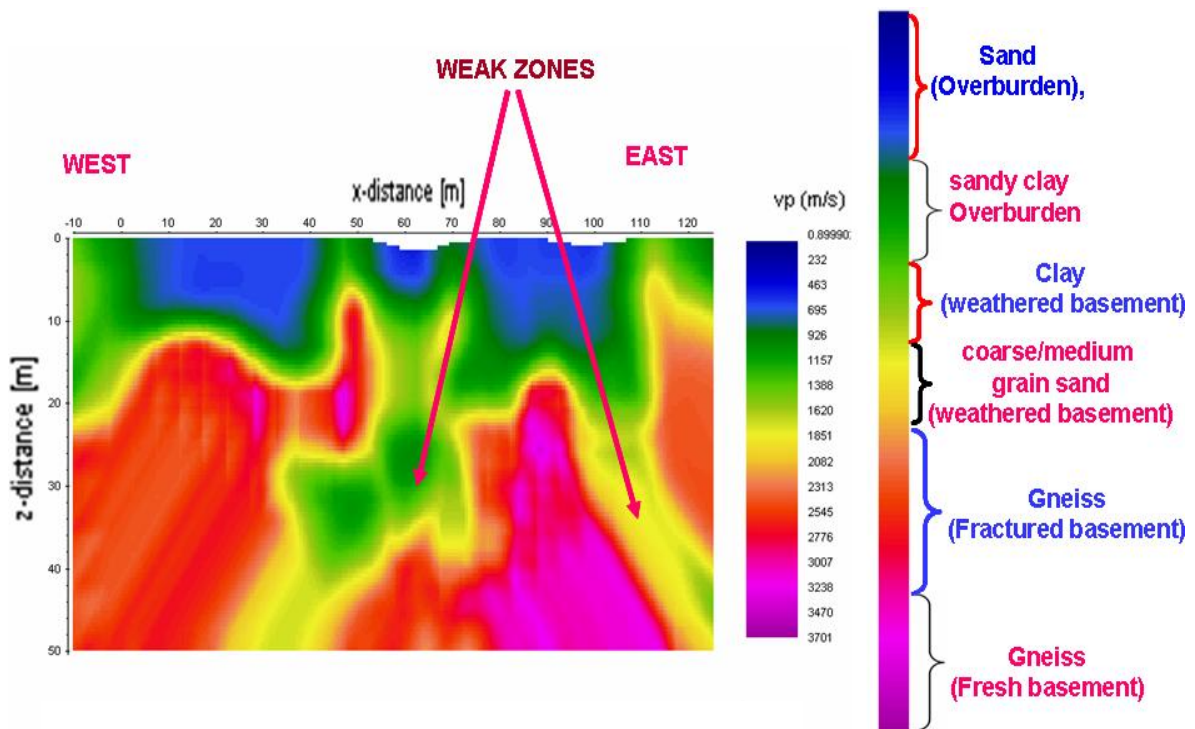 WEAK ZONES
WEST
EAST
x-distance [m]
-10 0 10 20 30 40 50 60 70 80 90 100 110 120
z-distance [m]
0
10
20
30
40
50
vp (m/s)
0.89990:
232
463
695
926
1157
1388
1620
1851
2082
2313
2545
2776
3007
3238
3470
3701
Sand
(Overburden),
sandy clay
Overburden
Clay
(weathered basement)
coarse/medium
grain sand
(weathered basement)
Gneiss
(Fractured basement)
Gneiss
(Fresh basement)